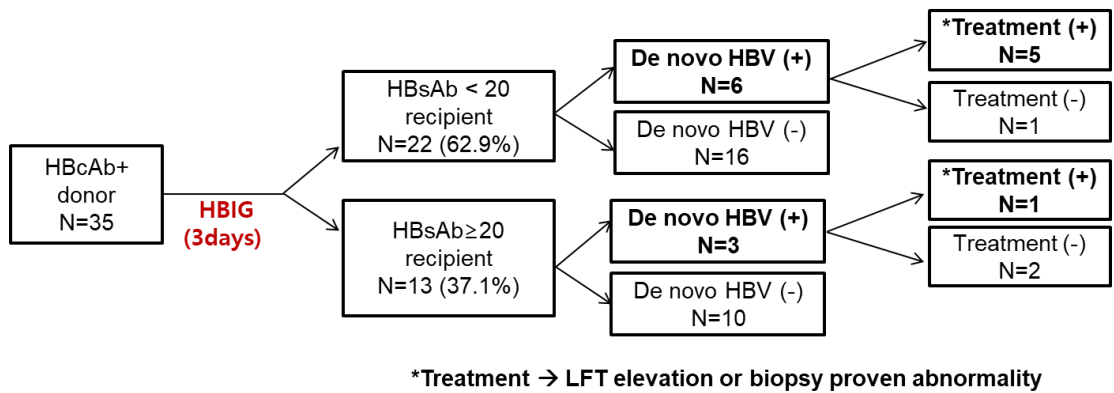 HBcAb+
donor
N=35
HBIG
(3days)
HBsAb < 20
recipient
N=22 (62.9%)
De novo HBV (+)
N=6
*Treatment (+)
N=5
Treatment (-)
N=1
De novo HBV (-)
N=16
HBsAb≥20
recipient
N=13 (37.1%)
De novo HBV (+)
N=3
*Treatment (+)
N=1
Treatment (-)
N=2
De novo HBV (-)
N=10
*Treatment → LFT elevation or biopsy proven abnormality